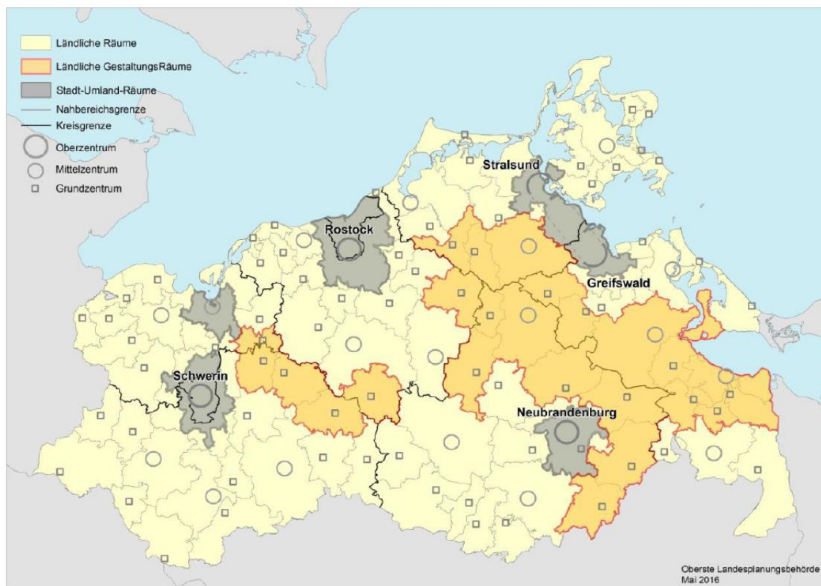 Ländliche Räume
Ländliche GestaltungsRäume
Stadt-Umland-Räume
Nahbereichsgrenze
Kreisgrenze
Oberzentrum
Mittelzentrum
Grundzentrum
Stralsund
Rostock
Greifswald
Schwerin
Neubrandenburg
Oberste Landesplanungsbehörde
Mai 2016